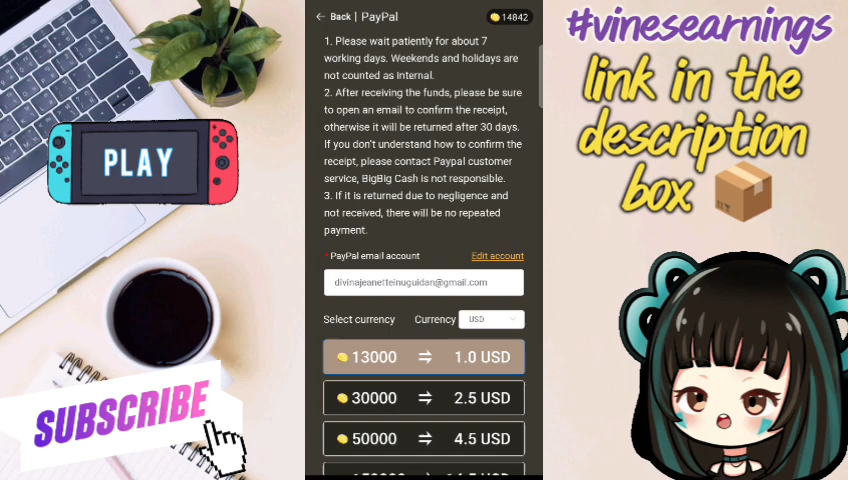 PLAY
SUBSCRIBE
Back | PayPal
14842
1. Please wait patiently for about 7
working days. Weekends and holidays are
not counted as Internal.
2. After receiving the funds, please be sure
to open an email to confirm the receipt,
otherwise it will be returned after 30 days.
If you don't understand how to confirm the
receipt, please contact Paypal customer
service, BigBig Cash is not responsible.
3. If it is returned due to negligence and
not received, there will be no repeated
payment.
*PayPal email account Edit account
divinajeanetteinuguidan@gmail.com
Select currency Currency USD
13000 ⇌ 1.0 USD
30000 ⇌ 2.5 USD
50000 ⇌ 4.5 USD
#vinesearnings
link in the
description
box